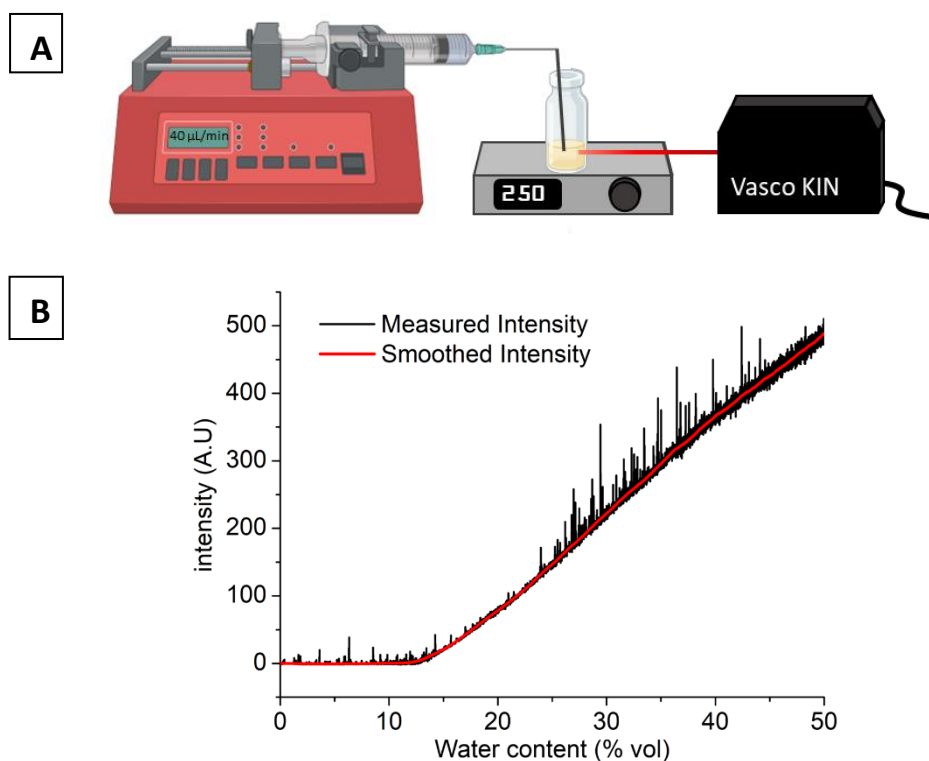 A
40 µL/min
250
Vasco KIN
B
Measured Intensity
Smoothed Intensity
500
400
300
200
100
0
intensity (A.U)
0 10 20 30 40 50
Water content (% vol)